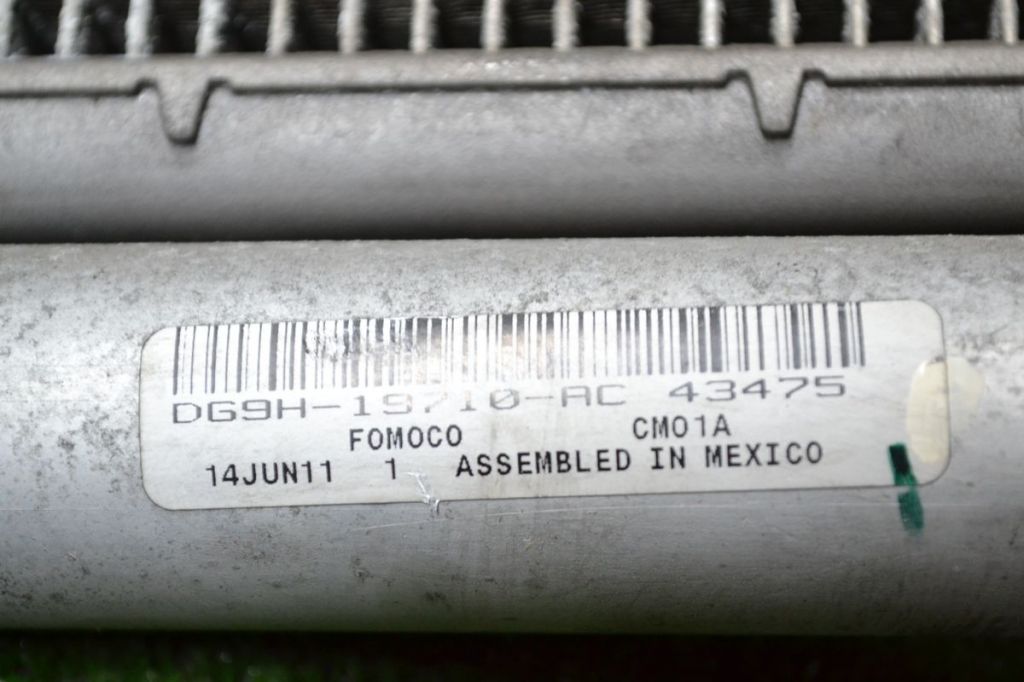 DG9H-19710-AC 43475
FOMOCO CM01A
14JUN11 1 ASSEMBLED IN MEXICO